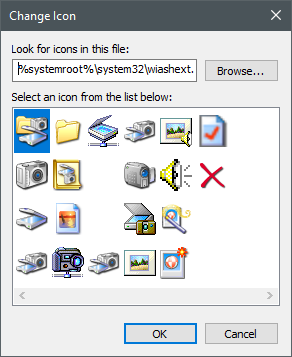 Change Icon
Look for icons in this file:
%systemroot%\system32\wiashext.
Browse...
Select an icon from the list below:
OK
Cancel